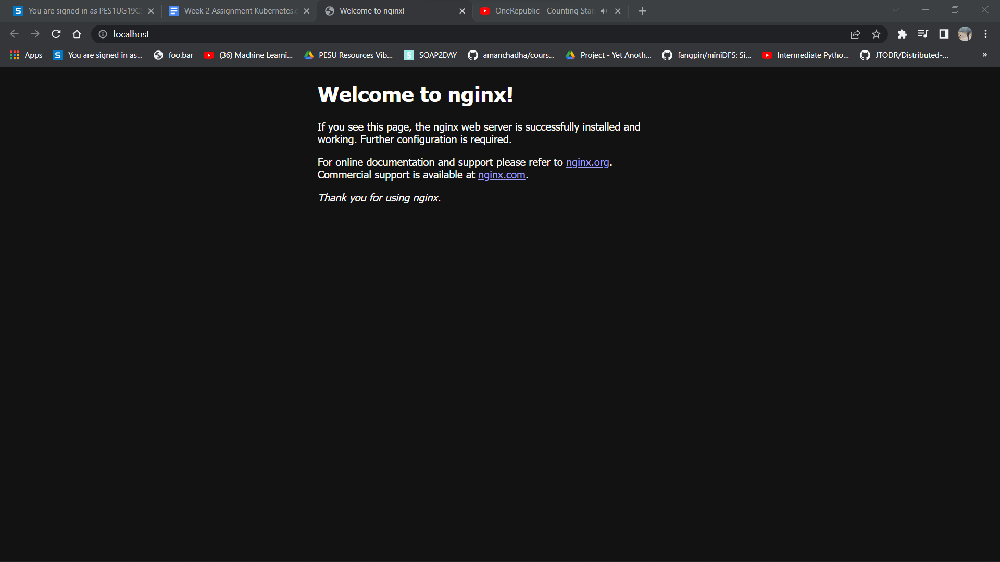 You are signed in as PES1UG19CS
Week 2 Assignment Kubernetes.d
Welcome to nginx!
OneRepublic - Counting Star
localhost
Apps
You are signed in as...
foo.bar
(36) Machine Learni...
PESU Resources Vib...
SOAP2DAY
amanchadha/cours...
Project - Yet Anoth...
fangpin/miniDFS: Si...
Intermediate Pytho...
JTODR/Distributed-...
»
Welcome to nginx!
If you see this page, the nginx web server is successfully installed and
working. Further configuration is required.
For online documentation and support please refer to nginx.org.
Commercial support is available at nginx.com.
Thank you for using nginx.